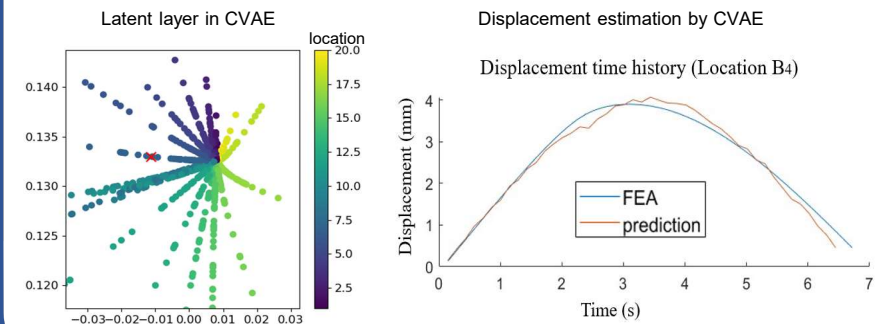 Latent layer in CVAE
location
0.140
0.135
0.130
0.125
0.120
−0.03−0.02−0.01 0.00 0.01 0.02 0.03
20.0
17.5
15.0
12.5
10.0
7.5
5.0
2.5
Displacement estimation by CVAE
Displacement time history (Location B4)
Displacement (mm)
4
3
2
1
0
FEA
prediction
0 1 2 3 4 5 6 7
Time (s)